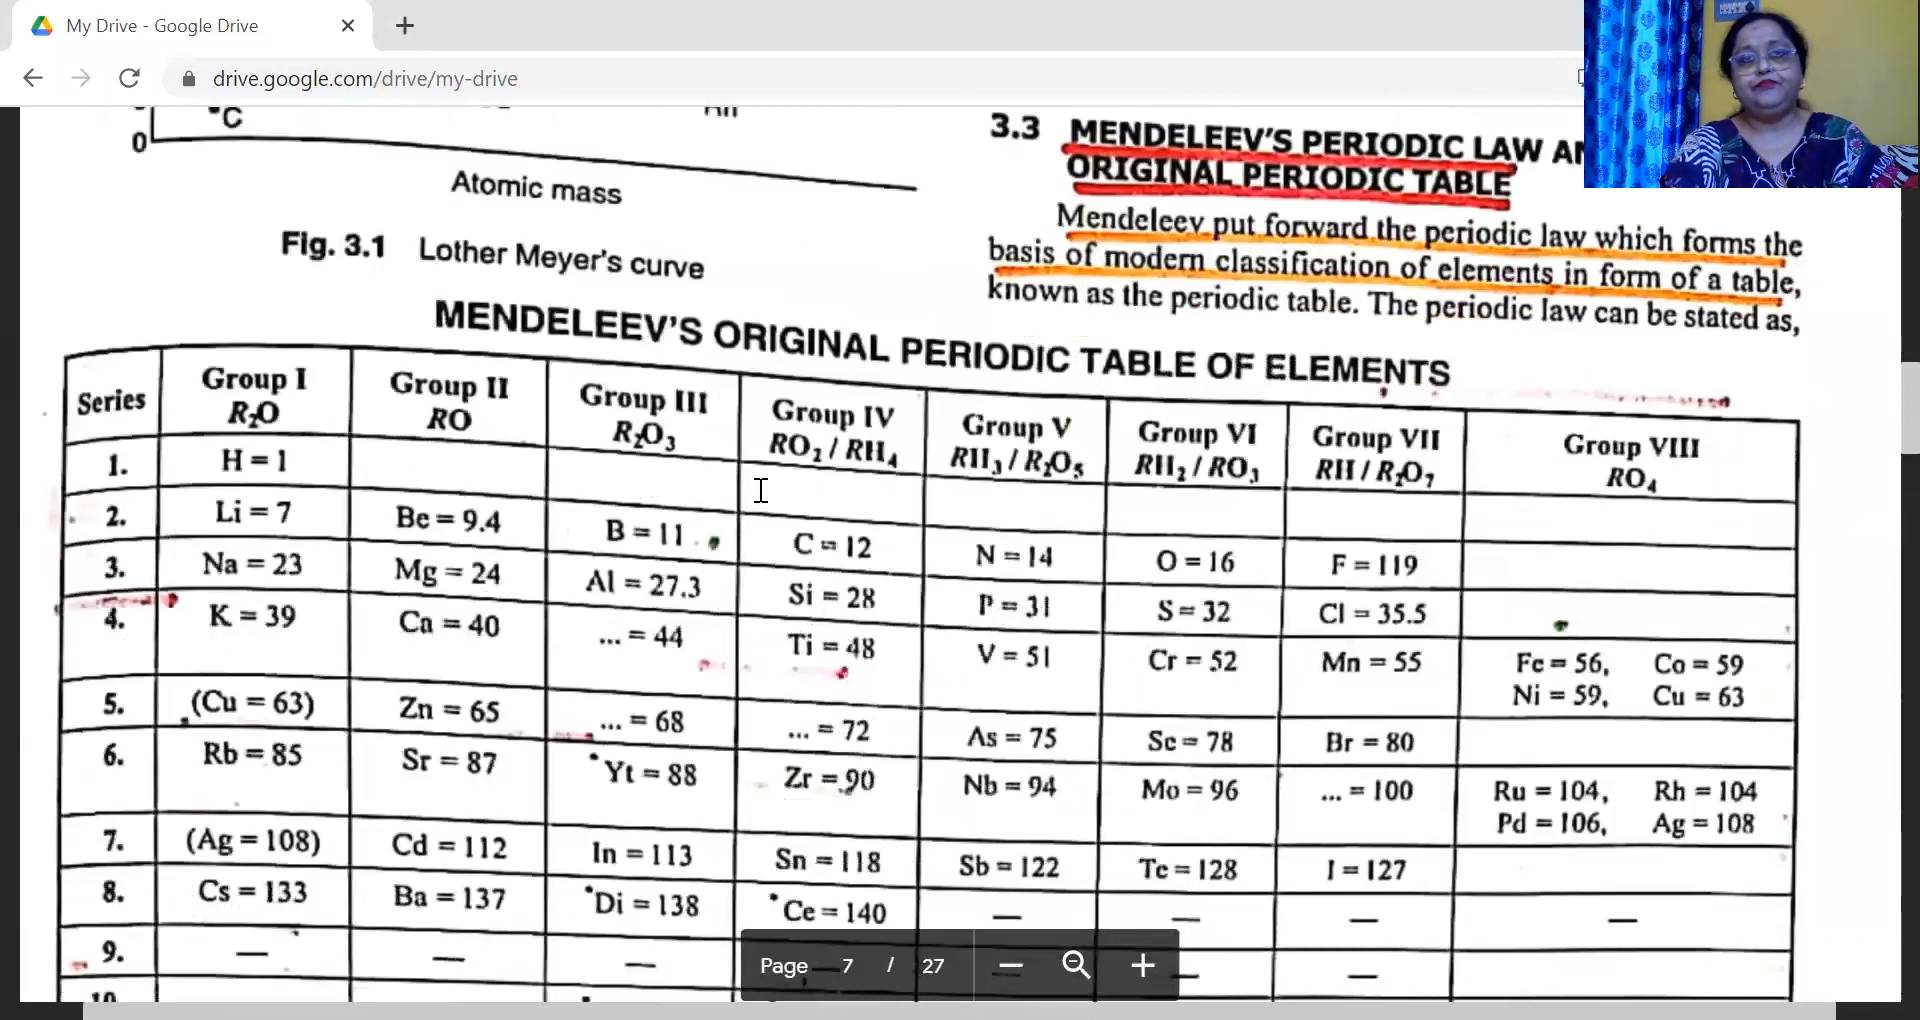 My Drive - Google Drive
drive.google.com/drive/my-drive
°C
0
Atomic mass
Fig. 3.1 Lother Meyer's curve
3.3 MENDELEEV'S PERIODIC LAW
ORIGINAL PERIODIC TABLE
Mendeleev put forward the periodic law which forms the
basis of modern classification of elements in form of a table,
known as the periodic table. The periodic law can be stated as,
MENDELEEV'S ORIGINAL PERIODIC TABLE OF ELEMENTS
Series Group I Group II Group III Group IV Group V Group VI Group VII Group VIII
R₂O RO R₂O₃ RO₂ / RH₄ RH₃ / R₂O₅ RH₂ / RO₃ RH / R₂O₇ RO₄
1. H = 1
2. Li = 7 Be = 9.4 B = 11 C = 12 N = 14 O = 16 F = 119
3. Na = 23 Mg = 24 Al = 27.3 Si = 28 P = 31 S = 32 Cl = 35.5
4. K = 39 Ca = 40 ... = 44 Ti = 48 V = 51 Cr = 52 Mn = 55 Fe = 56, Co = 59
Ni = 59, Cu = 63
5. (Cu = 63) Zn = 65 ... = 68 ... = 72 As = 75 Se = 78 Br = 80
6. Rb = 85 Sr = 87 Yt = 88 Zr = 90 Nb = 94 Mo = 96 ... = 100 Ru = 104, Rh = 104
Pd = 106, Ag = 108
7. (Ag = 108) Cd = 112 In = 113 Sn = 118 Sb = 122 Te = 128 I = 127
8. Cs = 133 Ba = 137 Di = 138 Ce = 140 — — — —
9. — — — — —
Page 7 / 27